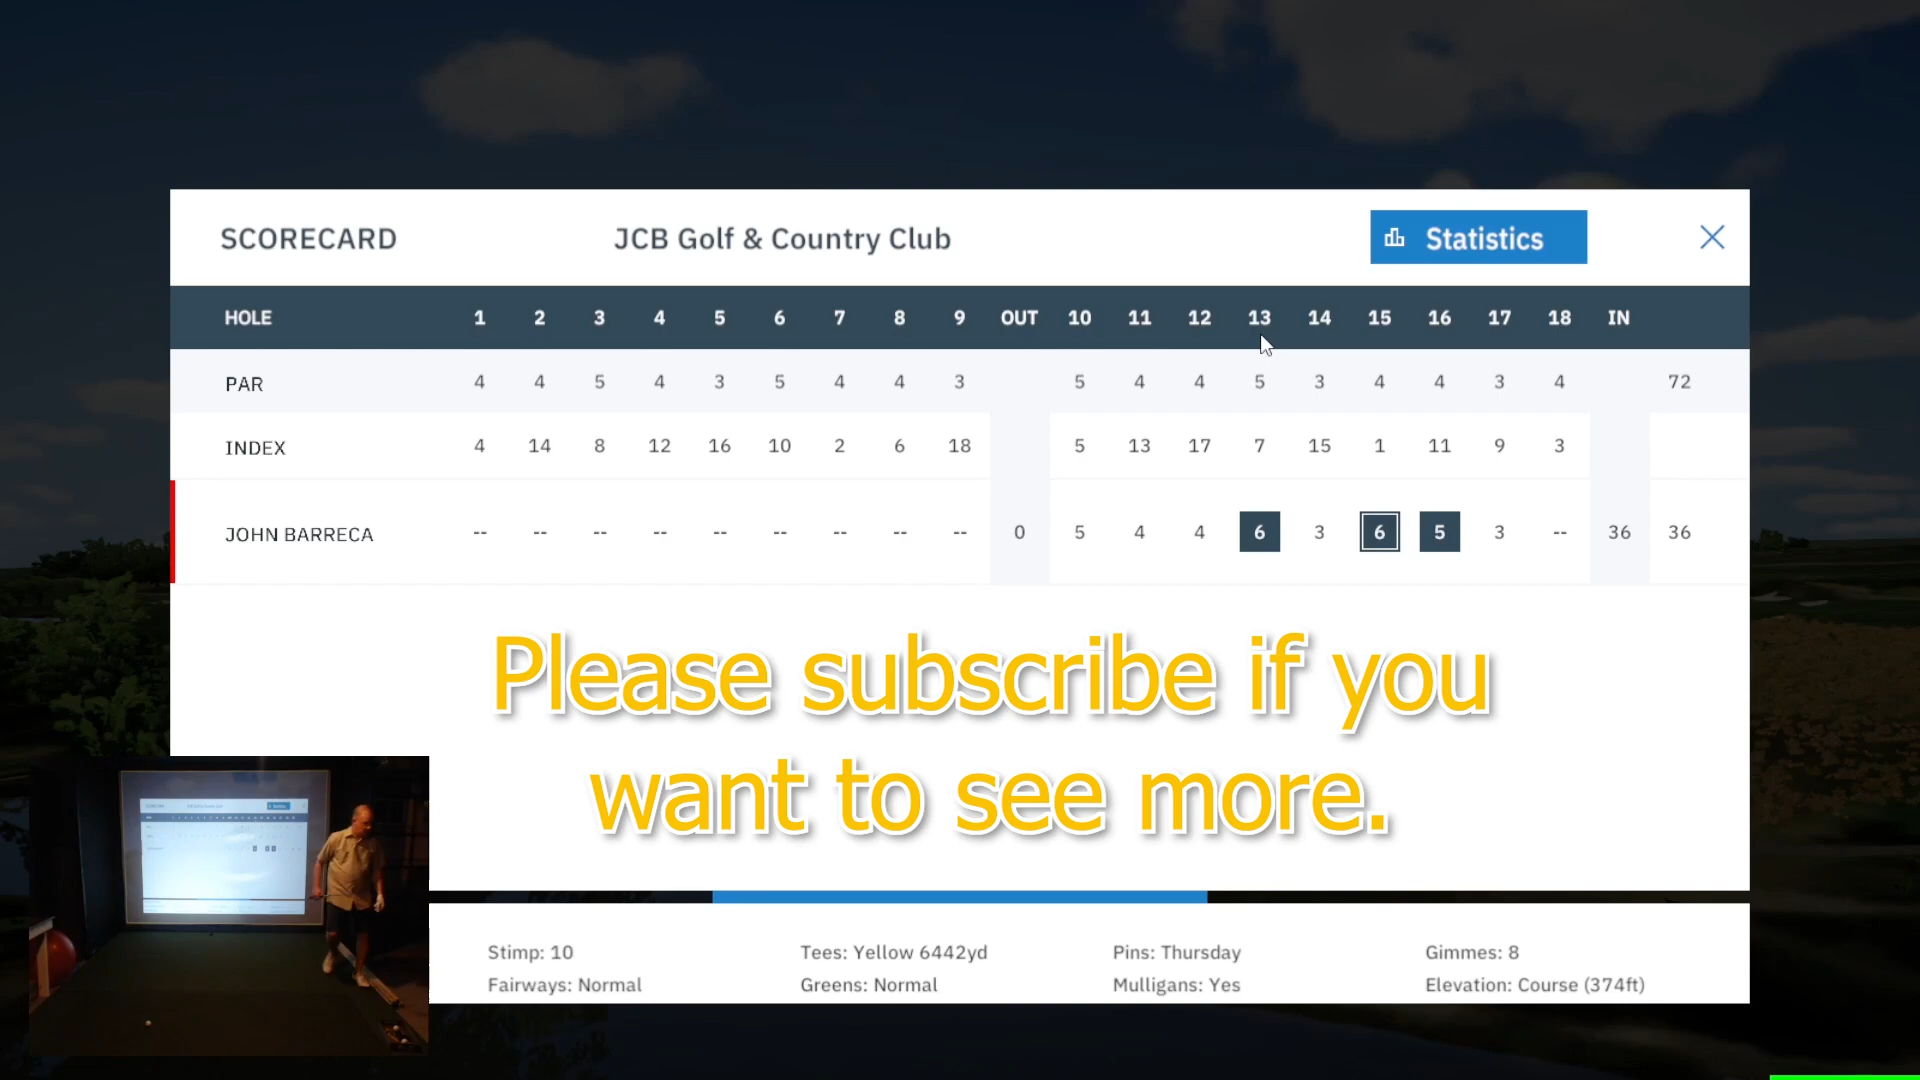 SCORECARD JCB Golf & Country Club Statistics
HOLE 1 2 3 4 5 6 7 8 9 OUT 10 11 12 13 14 15 16 17 18 IN
PAR 4 4 5 4 3 5 4 4 3 5 4 4 5 3 4 4 3 4 72
INDEX 4 14 8 12 16 10 2 6 18 5 13 17 7 15 1 11 9 3
JOHN BARRECA -- -- -- -- -- -- -- -- -- 0 5 4 4 6 3 6 5 3 -- 36 36
Please subscribe if you
want to see more.
Stimp: 10 Tees: Yellow 6442yd Pins: Thursday Gimmes: 8
Fairways: Normal Greens: Normal Mulligans: Yes Elevation: Course (374ft)